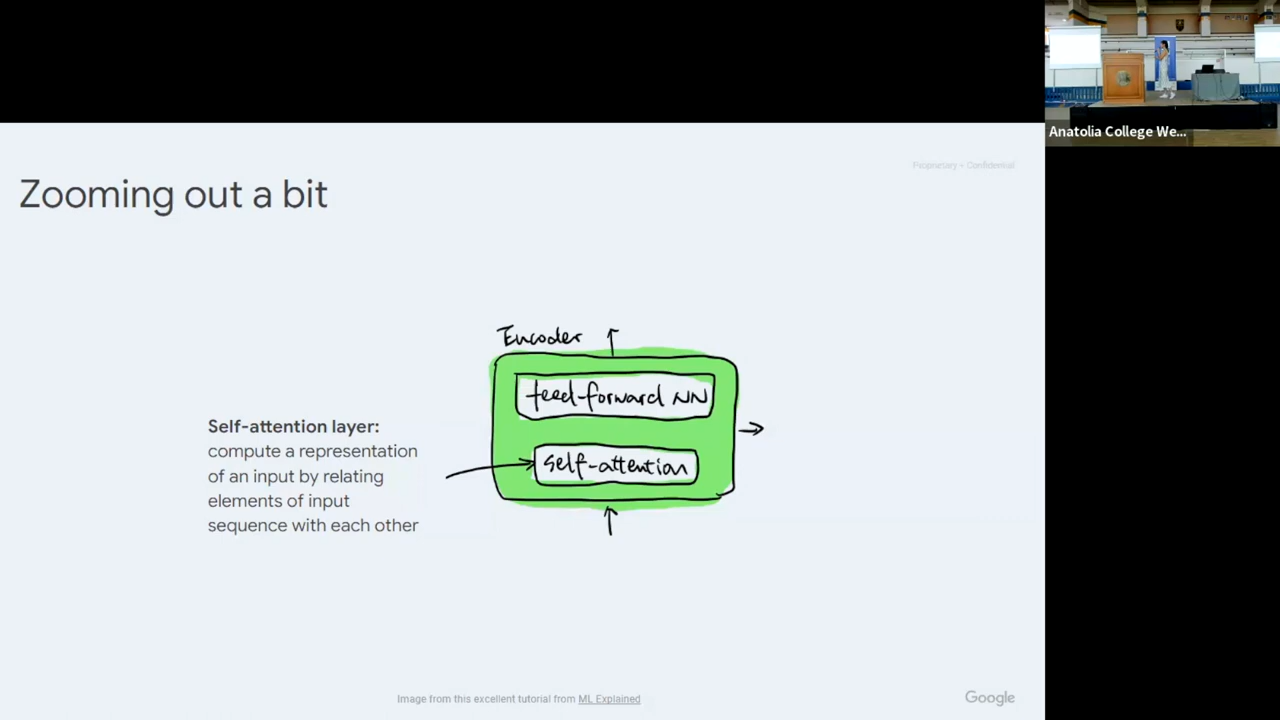 Anatolia College We...
Proprietary + Confidential
Zooming out a bit
Encoder
feed-forward NN
self-attention
Self-attention layer:
compute a representation
of an input by relating
elements of input
sequence with each other
Image from this excellent tutorial from ML Explained
Google